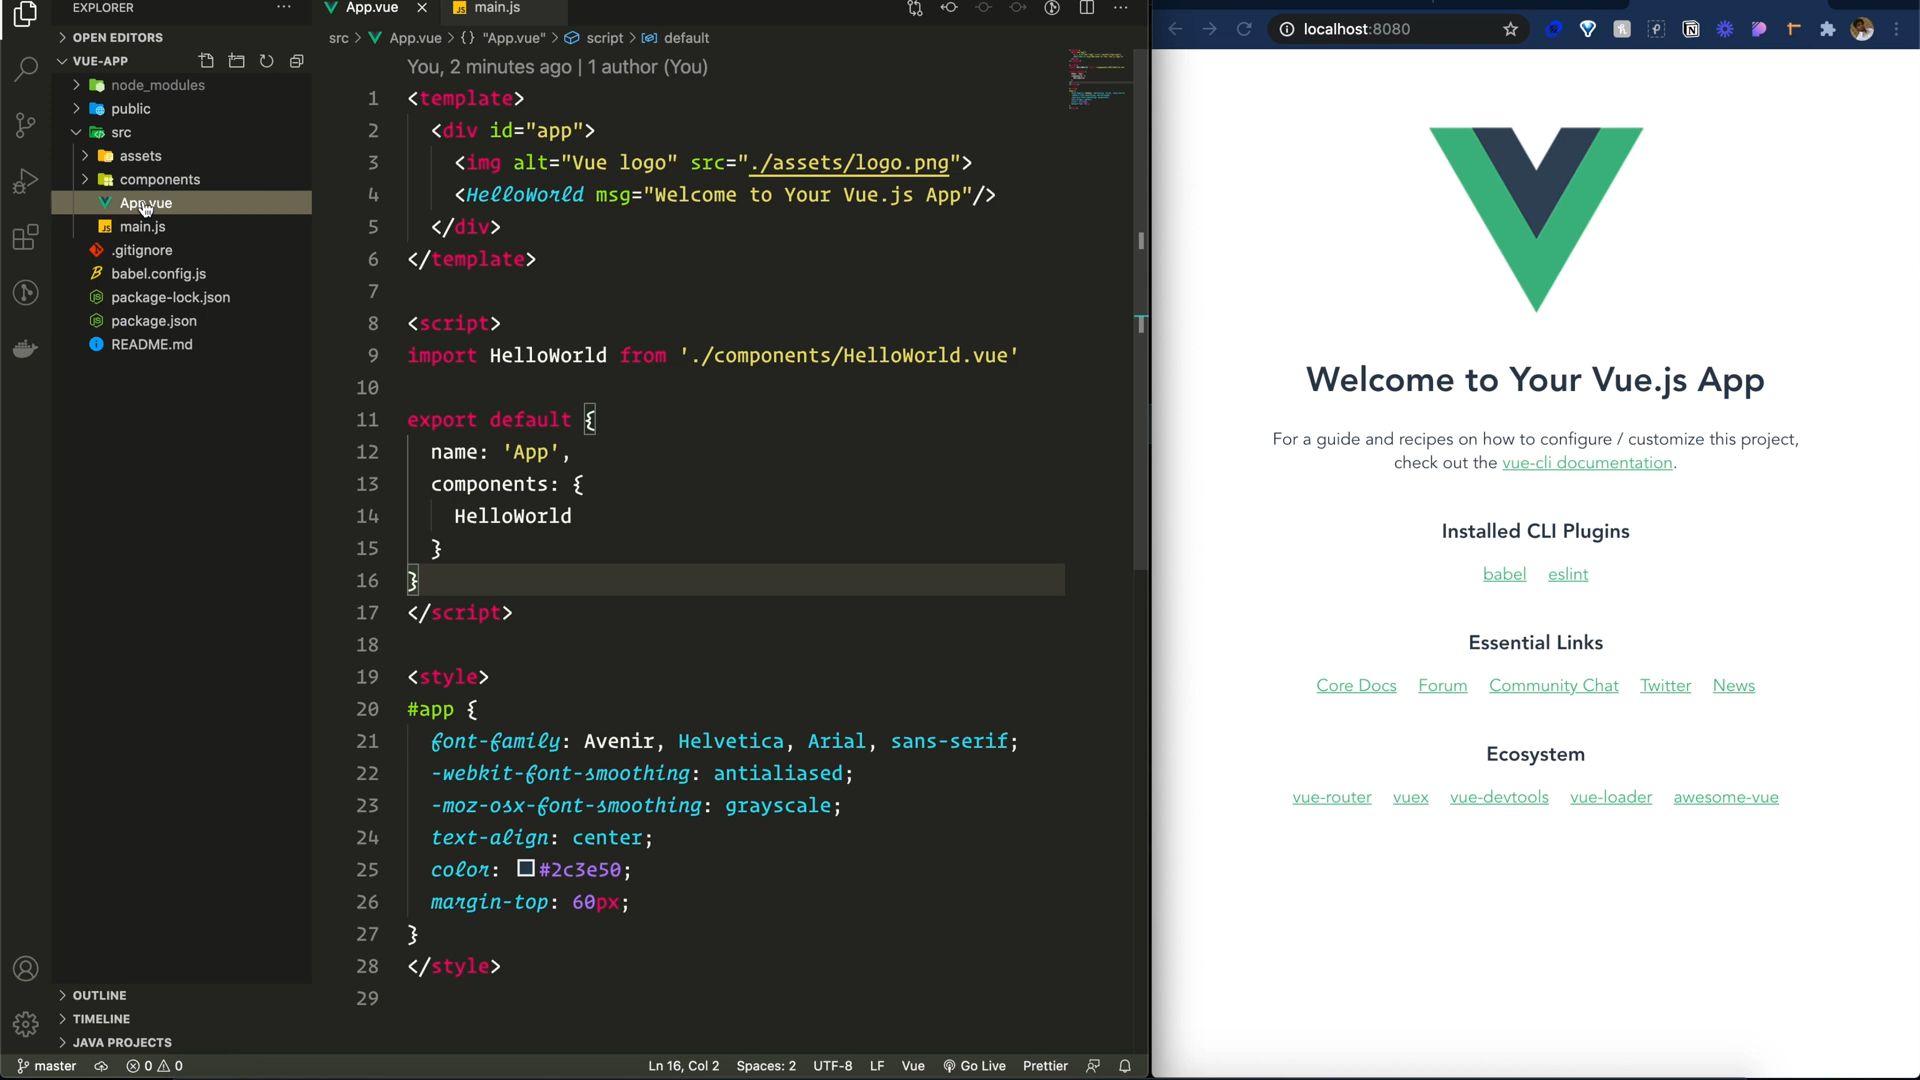 EXPLORER
OPEN EDITORS
VUE-APP
node_modules
public
src
assets
components
App.vue
main.js
.gitignore
babel.config.js
package-lock.json
package.json
README.md
OUTLINE
TIMELINE
JAVA PROJECTS
App.vue
main.js
src > App.vue > {} "App.vue" > script > default
You, 2 minutes ago | 1 author (You)
1 <template>
2 <div id="app">
3 <img alt="Vue logo" src="./assets/logo.png">
4 <HelloWorld msg="Welcome to Your Vue.js App"/>
5 </div>
6 </template>
7
8 <script>
9 import HelloWorld from './components/HelloWorld.vue'
10
11 export default {
12 name: 'App',
13 components: {
14 HelloWorld
15 }
16 }
17 </script>
18
19 <style>
20 #app {
21 font-family: Avenir, Helvetica, Arial, sans-serif;
22 -webkit-font-smoothing: antialiased;
23 -moz-osx-font-smoothing: grayscale;
24 text-align: center;
25 color: #2c3e50;
26 margin-top: 60px;
27 }
28 </style>
29
master 0 0 Ln 16, Col 2 Spaces: 2 UTF-8 LF Vue Go Live Prettier
localhost:8080
Welcome to Your Vue.js App
For a guide and recipes on how to configure / customize this project,
check out the vue-cli documentation.
Installed CLI Plugins
babel eslint
Essential Links
Core Docs Forum Community Chat Twitter News
Ecosystem
vue-router vuex vue-devtools vue-loader awesome-vue